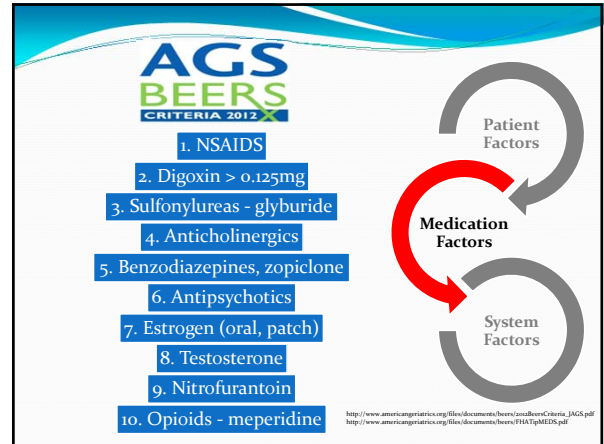 AGS
BEERS
CRITERIA 2012
1. NSAIDS
2. Digoxin > 0.125mg
3. Sulfonylureas - glyburide
4. Anticholinergics
5. Benzodiazepines, zopiclone
6. Antipsychotics
7. Estrogen (oral, patch)
8. Testosterone
9. Nitrofurantoin
10. Opioids - meperidine
Patient
Factors
Medication
Factors
System
Factors
http://www.americangeriatrics.org/files/documents/beers/2012BeersCriteria_JAGS.pdf
http://www.americangeriatrics.org/files/documents/beers/FHATipMEDS.pdf